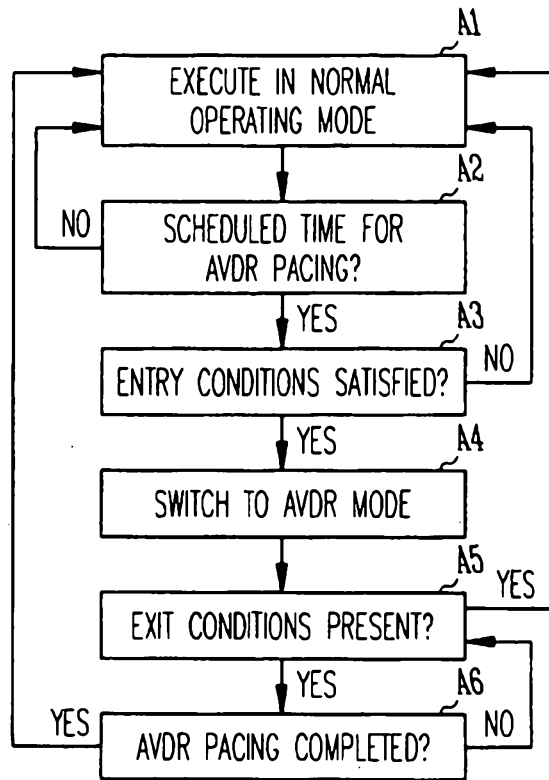 A1
EXECUTE IN NORMAL
OPERATING MODE
A2
NO
SCHEDULED TIME FOR
AVDR PACING?
YES
A3
ENTRY CONDITIONS SATISFIED?
NO
YES
A4
SWITCH TO AVDR MODE
A5
YES
EXIT CONDITIONS PRESENT?
YES
A6
YES
NO
AVDR PACING COMPLETED?